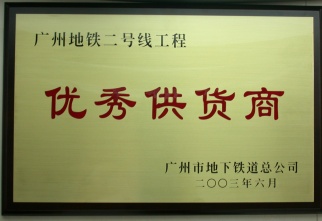 广州地铁二号线工程
优秀供货商
广州市地下铁道总公司
二〇〇三年六月